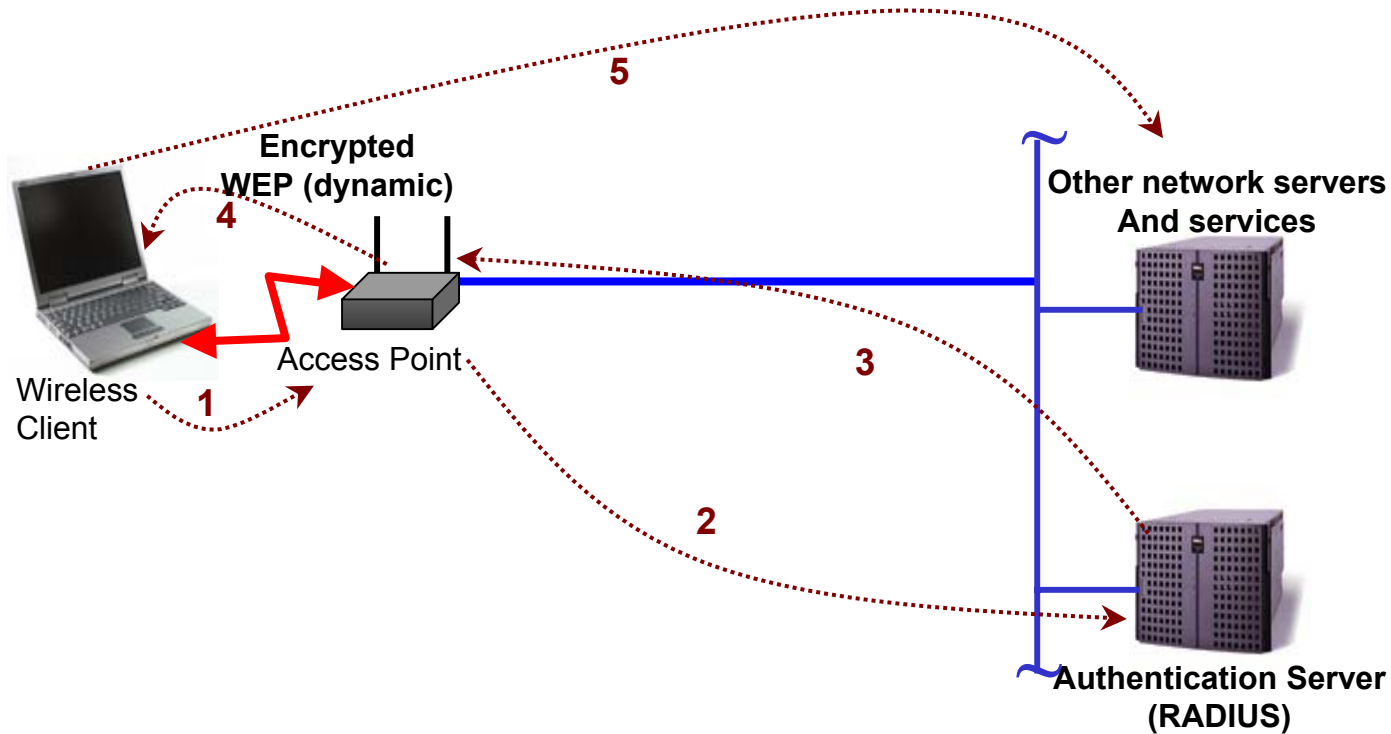 5
Encrypted
WEP (dynamic)
4
Other network servers
And services
Access Point
3
Wireless
Client
1
2
Authentication Server
(RADIUS)